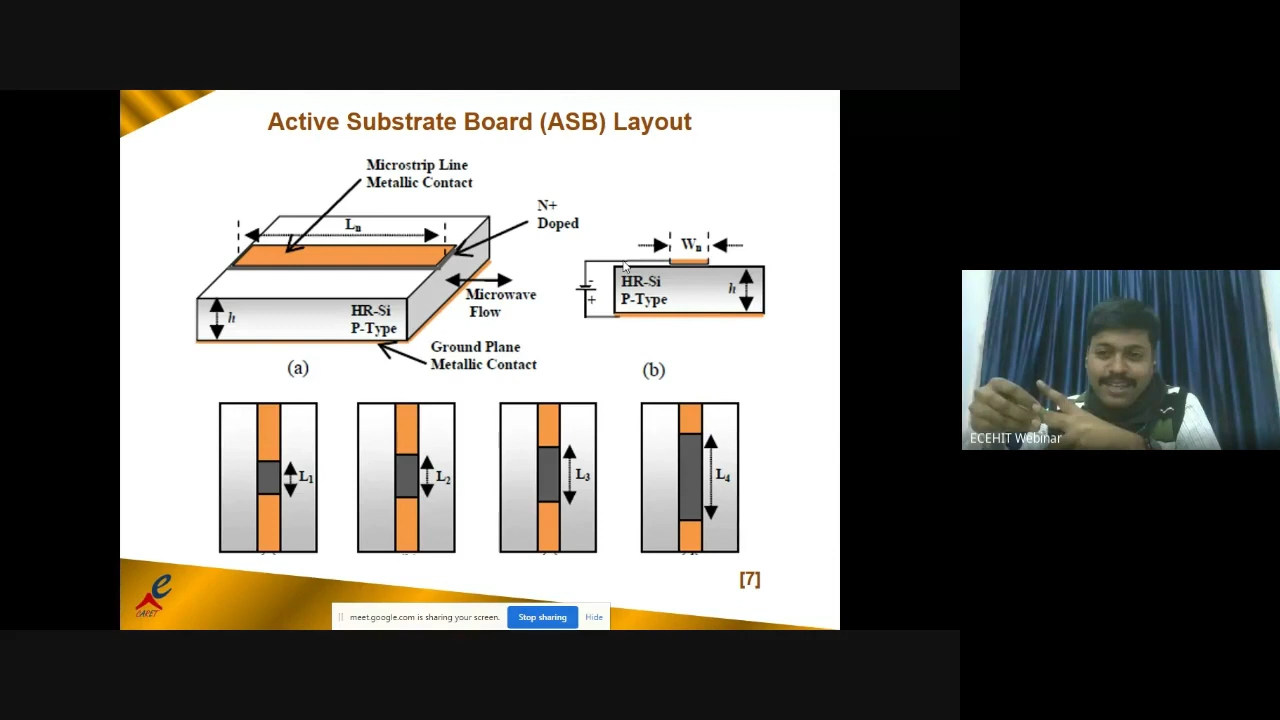 Active Substrate Board (ASB) Layout
Microstrip Line
Metallic Contact
N+
Doped
Ln
Wn
HR-Si
P-Type
h
-
+
Microwave
Flow
h
HR-Si
P-Type
Ground Plane
Metallic Contact
(a)
(b)
L1
L2
L3
L4
[7]
e
CARET
meet.google.com is sharing your screen.
Stop sharing
Hide
ECEHIT Webinar